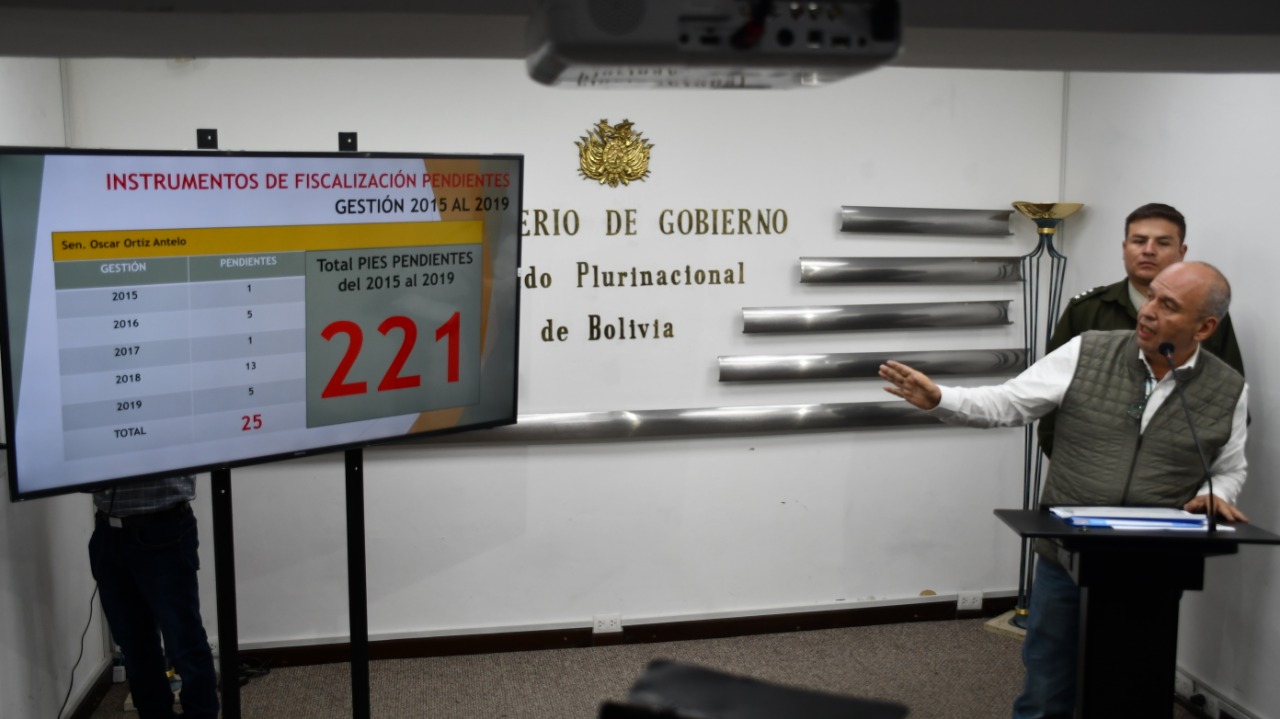 INSTRUMENTOS DE FISCALIZACIÓN PENDIENTES
GESTIÓN 2015 AL 2019
Sen. Oscar Ortiz Antelo
GESTIÓN PENDIENTES
2015 1
2016 5
2017 1
2018 13
2019 5
TOTAL 25
Total PIES PENDIENTES
del 2015 al 2019
221
ERIO DE GOBIERNO
do Plurinacional
de Bolivia